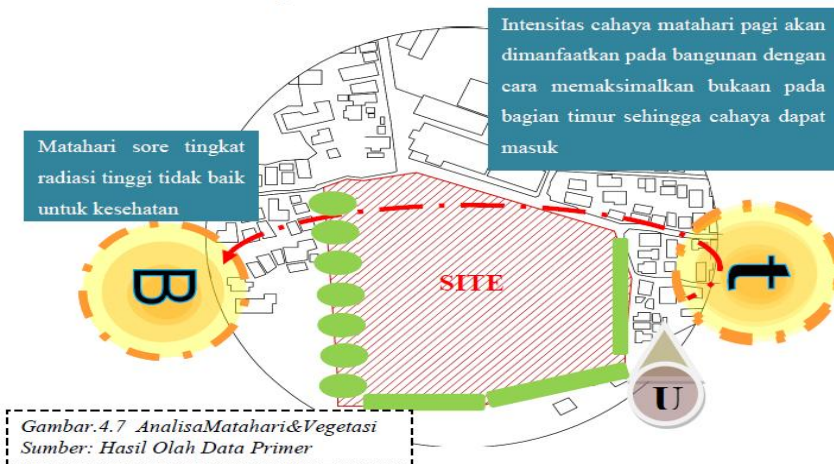 Intensitas cahaya matahari pagi akan
dimanfaatkan pada bangunan dengan
cara memaksimalkan bukaan pada
bagian timur sehingga cahaya dapat
masuk
Matahari sore tingkat
radiasi tinggi tidak baik
untuk kesehatan
B
SITE
t
U
Gambar.4.7 AnalisaMatahari&Vegetasi
Sumber: Hasil Olah Data Primer